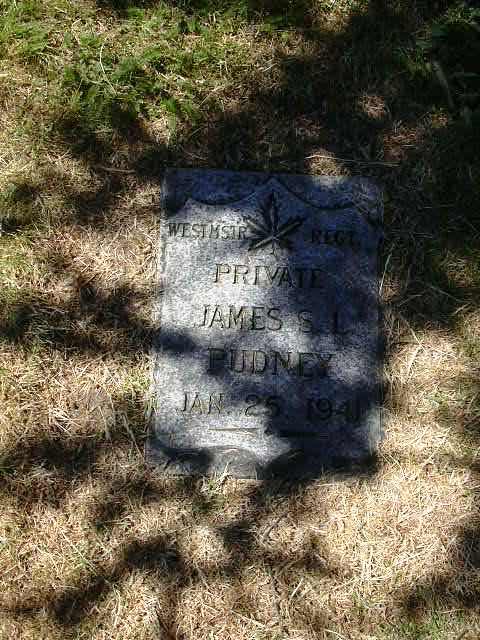 WESTMSTR REGT.
PRIVATE
JAMES S. L.
PUDNEY
JAN. 25 1941